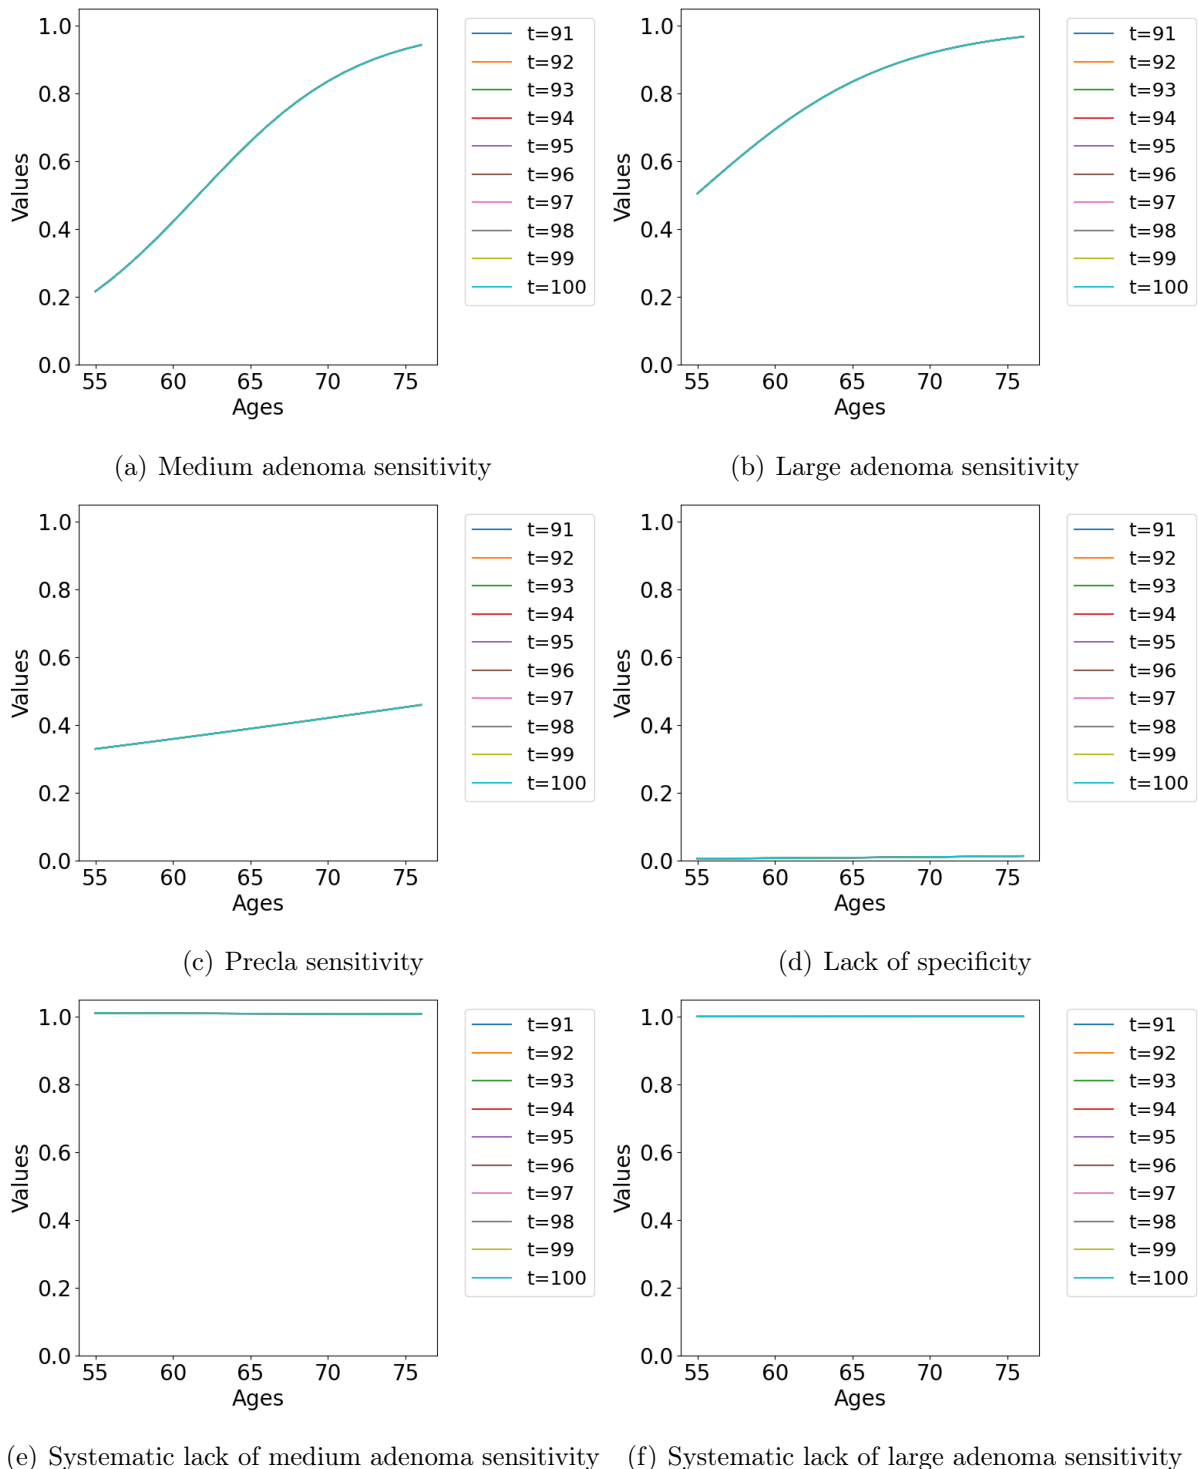 1.0
0.8
0.6
0.4
0.2
0.0
Values
55 60 65 70 75
Ages
t=91
t=92
t=93
t=94
t=95
t=96
t=97
t=98
t=99
t=100
(a) Medium adenoma sensitivity
1.0
0.8
0.6
0.4
0.2
0.0
Values
55 60 65 70 75
Ages
t=91
t=92
t=93
t=94
t=95
t=96
t=97
t=98
t=99
t=100
(b) Large adenoma sensitivity
1.0
0.8
0.6
0.4
0.2
0.0
Values
55 60 65 70 75
Ages
t=91
t=92
t=93
t=94
t=95
t=96
t=97
t=98
t=99
t=100
(c) Precla sensitivity
1.0
0.8
0.6
0.4
0.2
0.0
Values
55 60 65 70 75
Ages
t=91
t=92
t=93
t=94
t=95
t=96
t=97
t=98
t=99
t=100
(d) Lack of specificity
1.0
0.8
0.6
0.4
0.2
0.0
Values
55 60 65 70 75
Ages
t=91
t=92
t=93
t=94
t=95
t=96
t=97
t=98
t=99
t=100
(e) Systematic lack of medium adenoma sensitivity
1.0
0.8
0.6
0.4
0.2
0.0
Values
55 60 65 70 75
Ages
t=91
t=92
t=93
t=94
t=95
t=96
t=97
t=98
t=99
t=100
(f) Systematic lack of large adenoma sensitivity